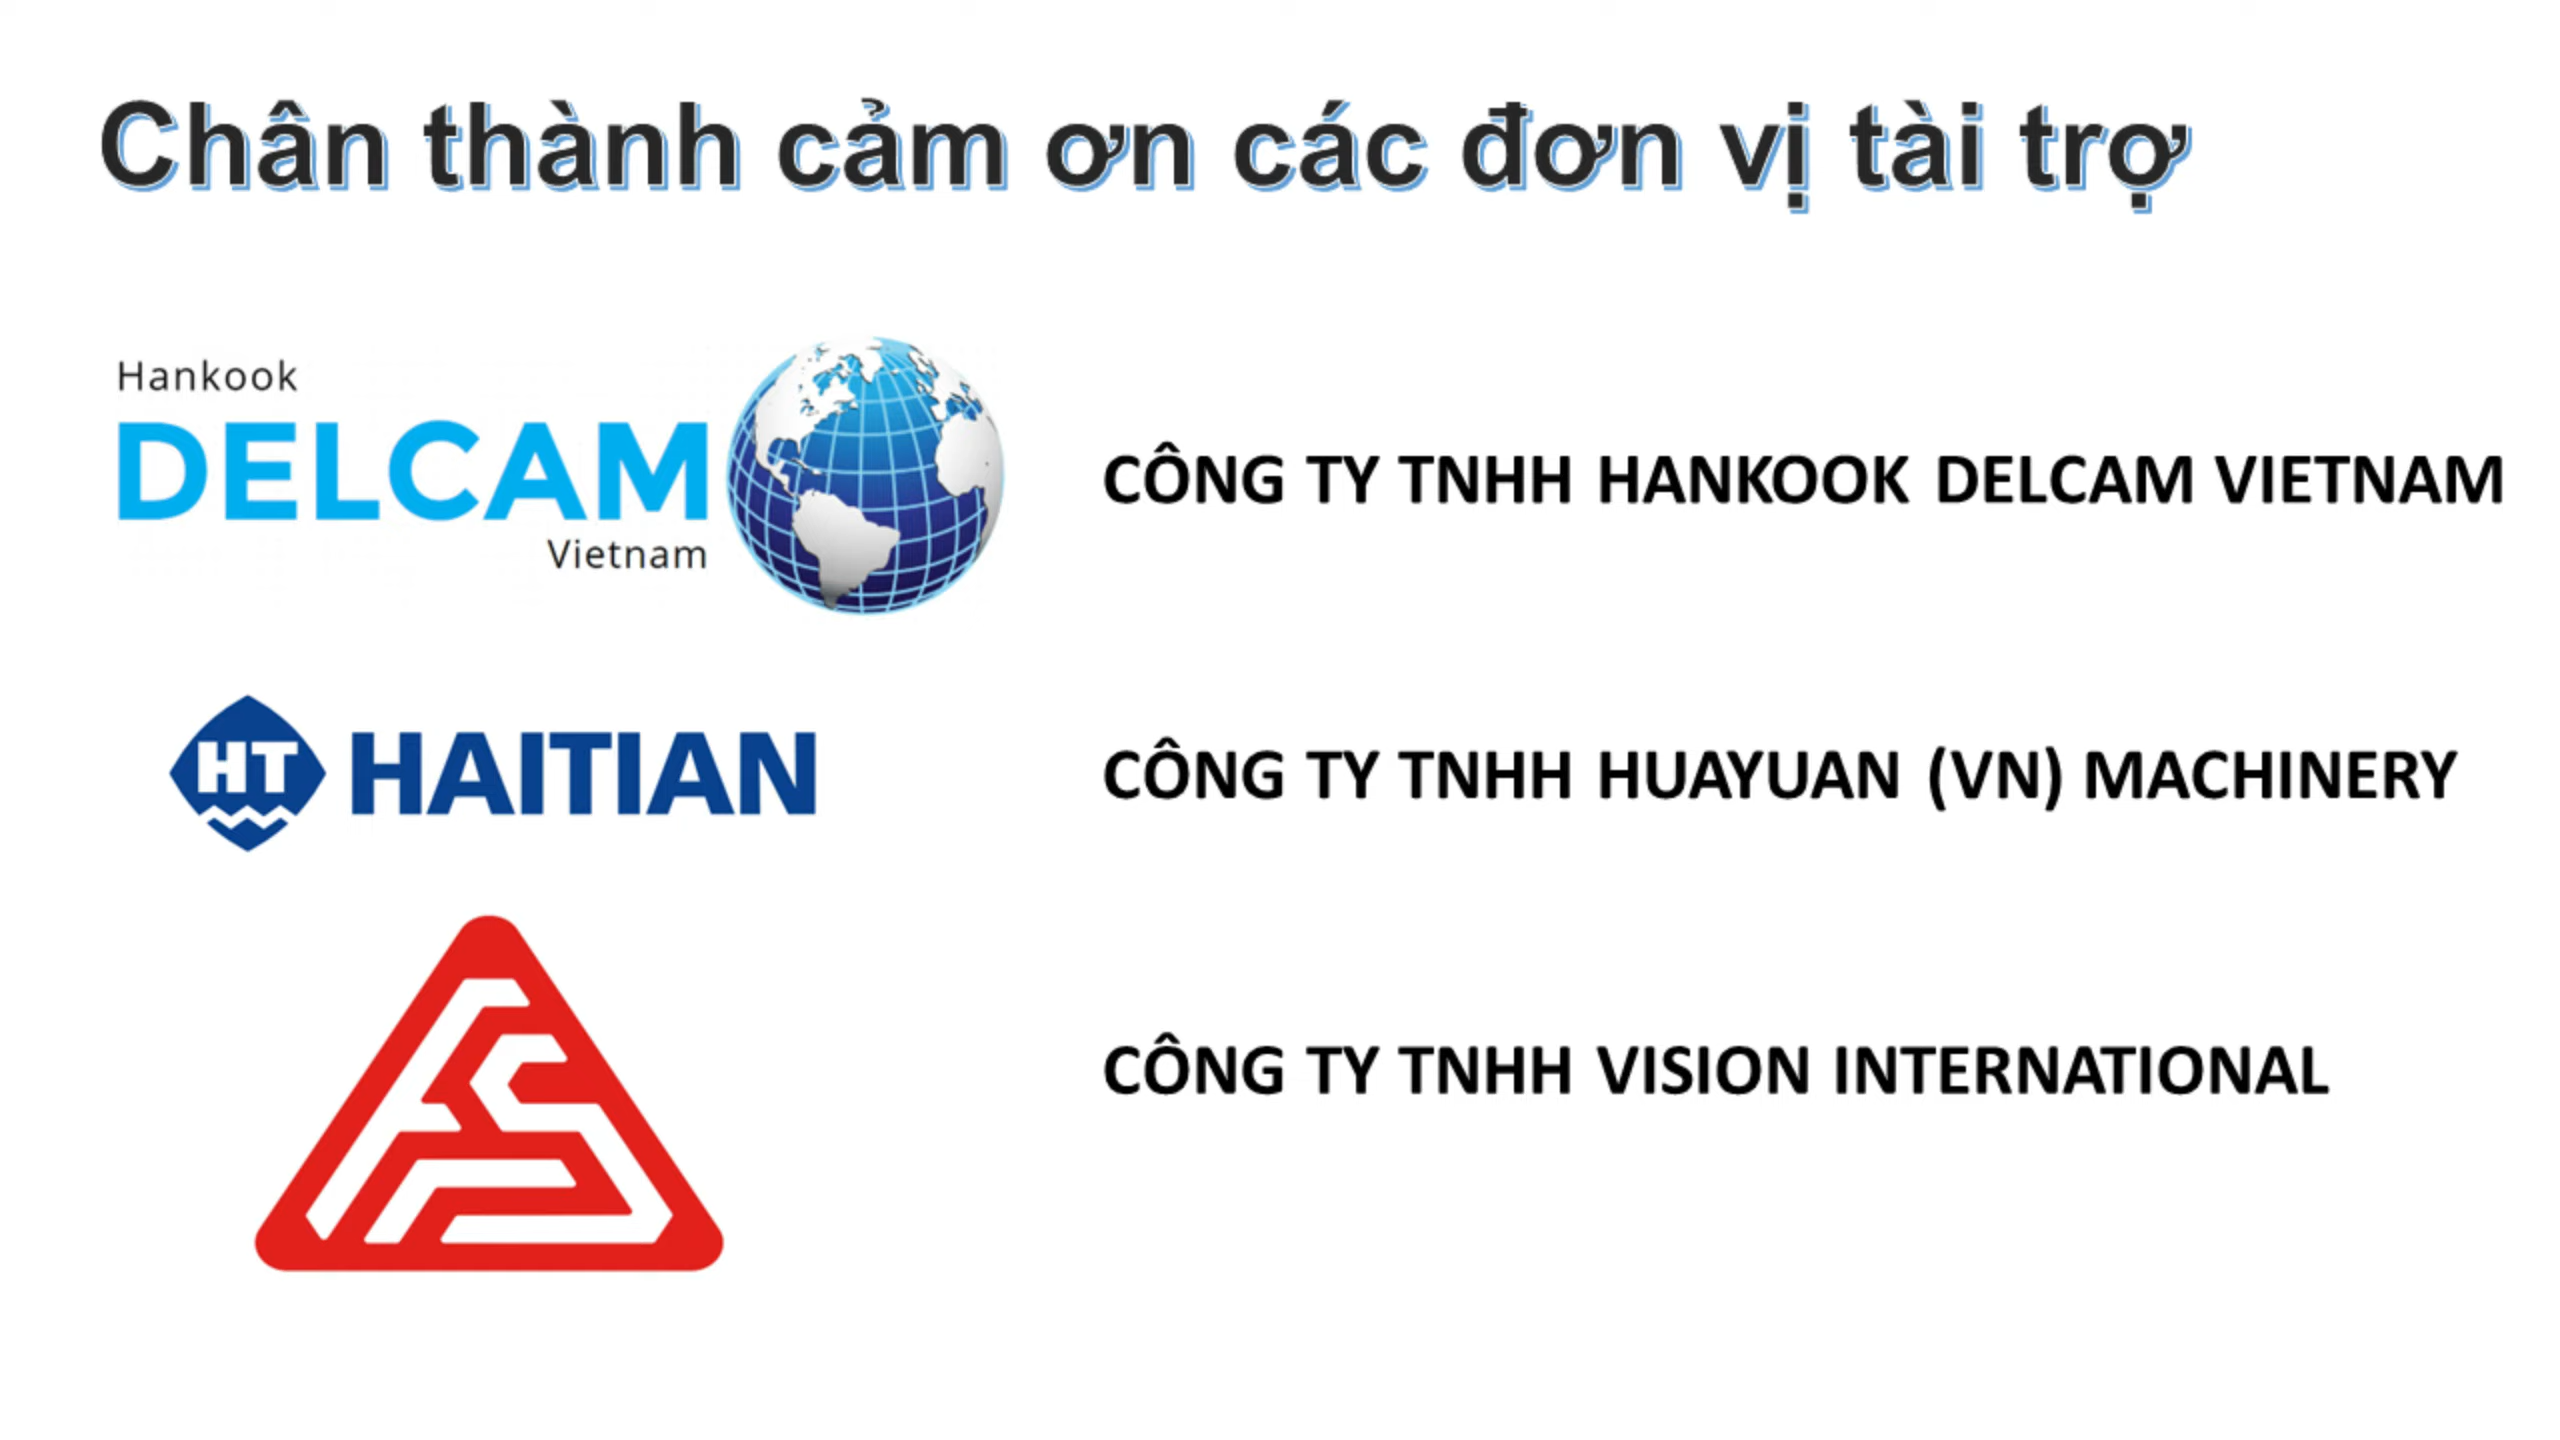 Chân thành cảm ơn các đơn vị tài trợ
Hankook
DELCAM
Vietnam
CÔNG TY TNHH HANKOOK DELCAM VIETNAM
HT HAITIAN
CÔNG TY TNHH HUAYUAN (VN) MACHINERY
CÔNG TY TNHH VISION INTERNATIONAL